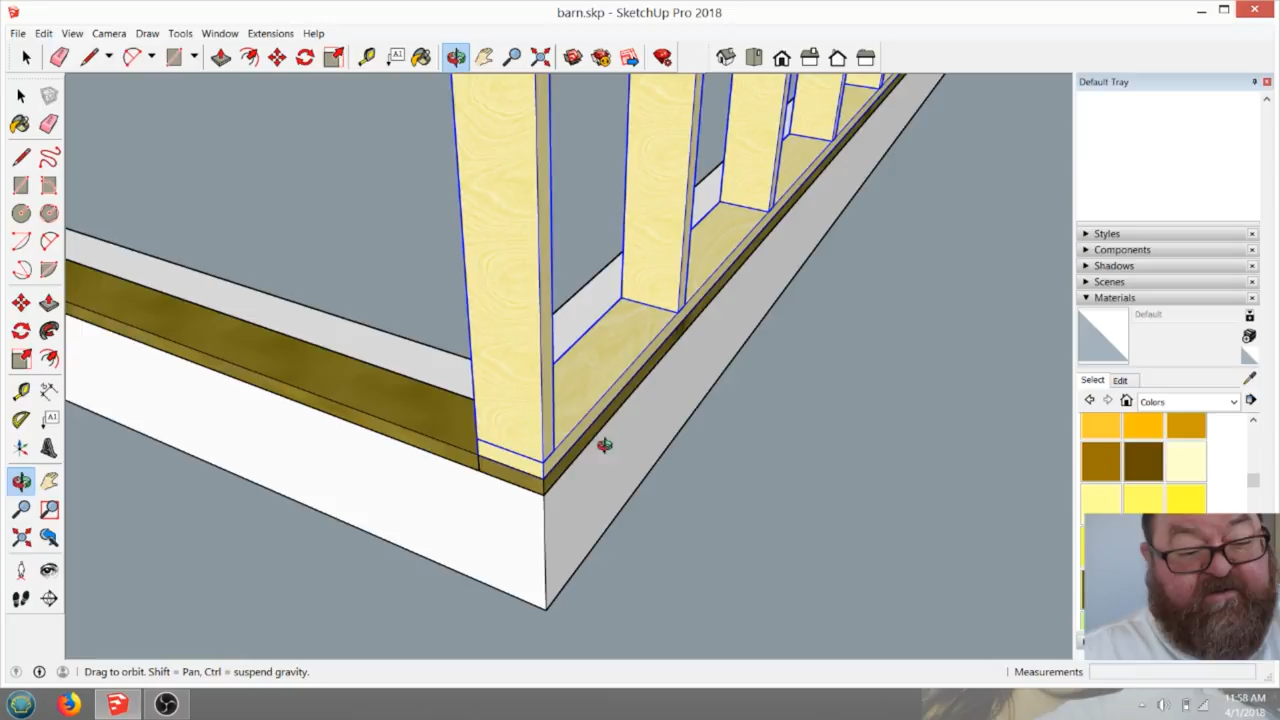 barn.skp - SketchUp Pro 2018
File Edit View Camera Draw Tools Window Extensions Help
A1
Default Tray
A1
Styles
Components
Shadows
Scenes
Materials
Default
Select Edit
Colors
Drag to orbit. Shift = Pan, Ctrl = suspend gravity.
Measurements
11:58 AM
4/1/2018